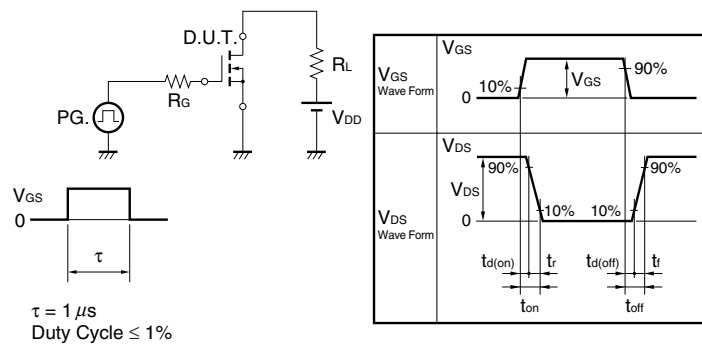 D.U.T.
RL
RG
PG.
VDD
VGS
0
τ
τ = 1 μs
Duty Cycle ≤ 1%
VGS
Wave Form
VGS
10%
VGS
90%
0
VDS
Wave Form
VDS
VDS
90%
90%
10%
10%
0
td(on)
tr
td(off)
tf
ton
toff